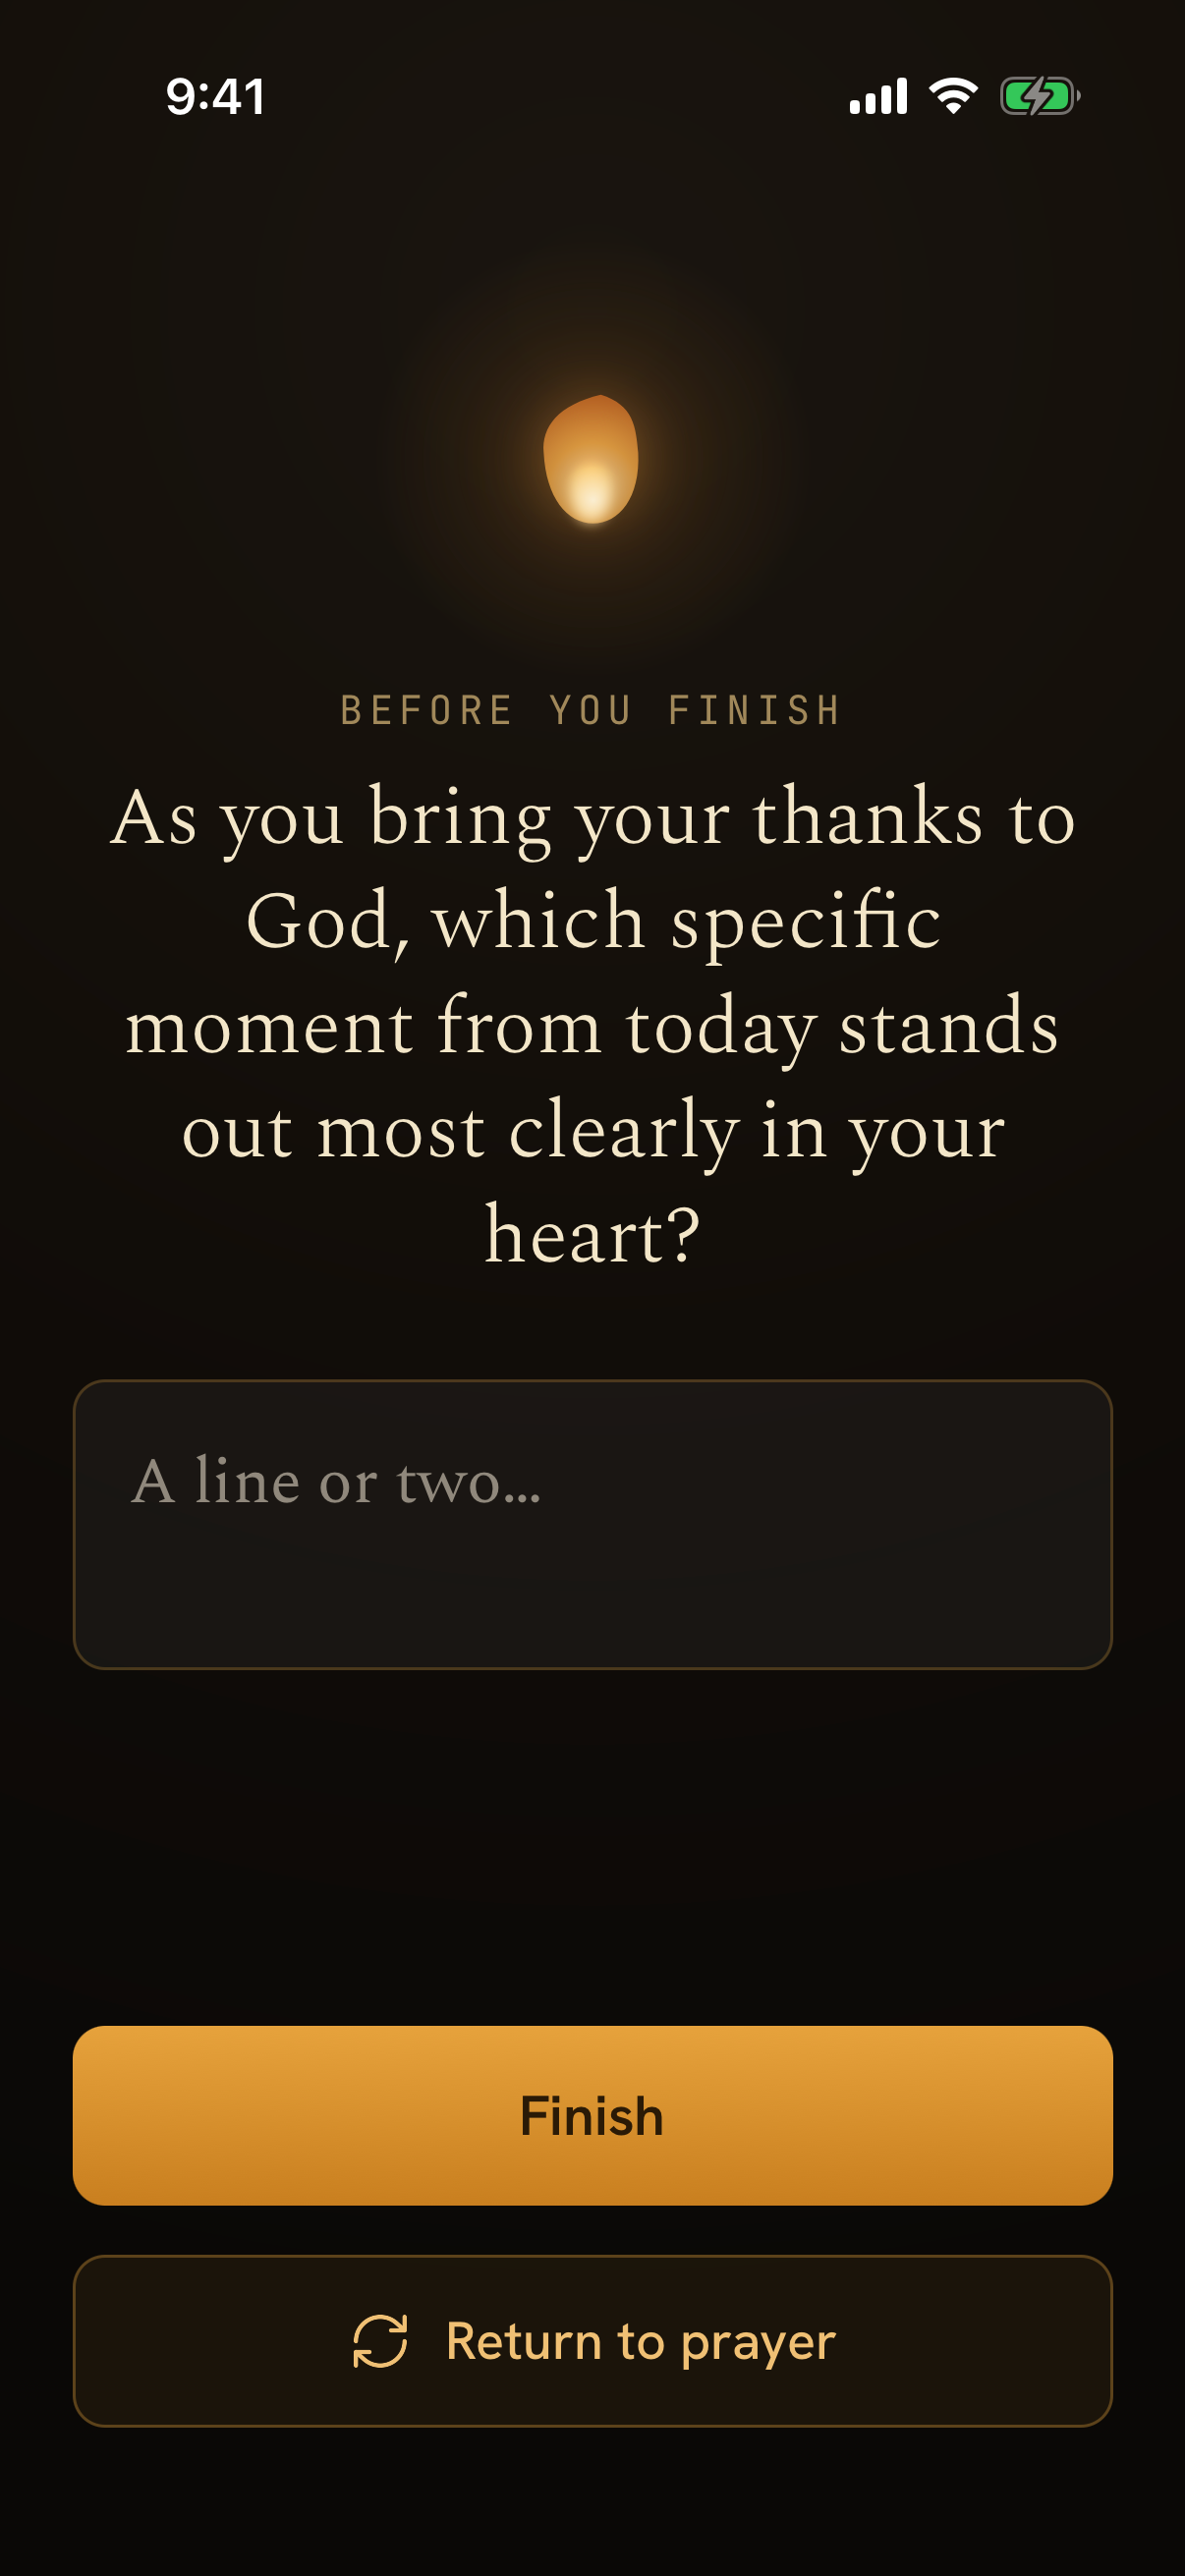 9:41
BEFORE YOU FINISH
As you bring your thanks to
God, which specific
moment from today stands
out most clearly in your
heart?
A line or two...
Finish
Return to prayer